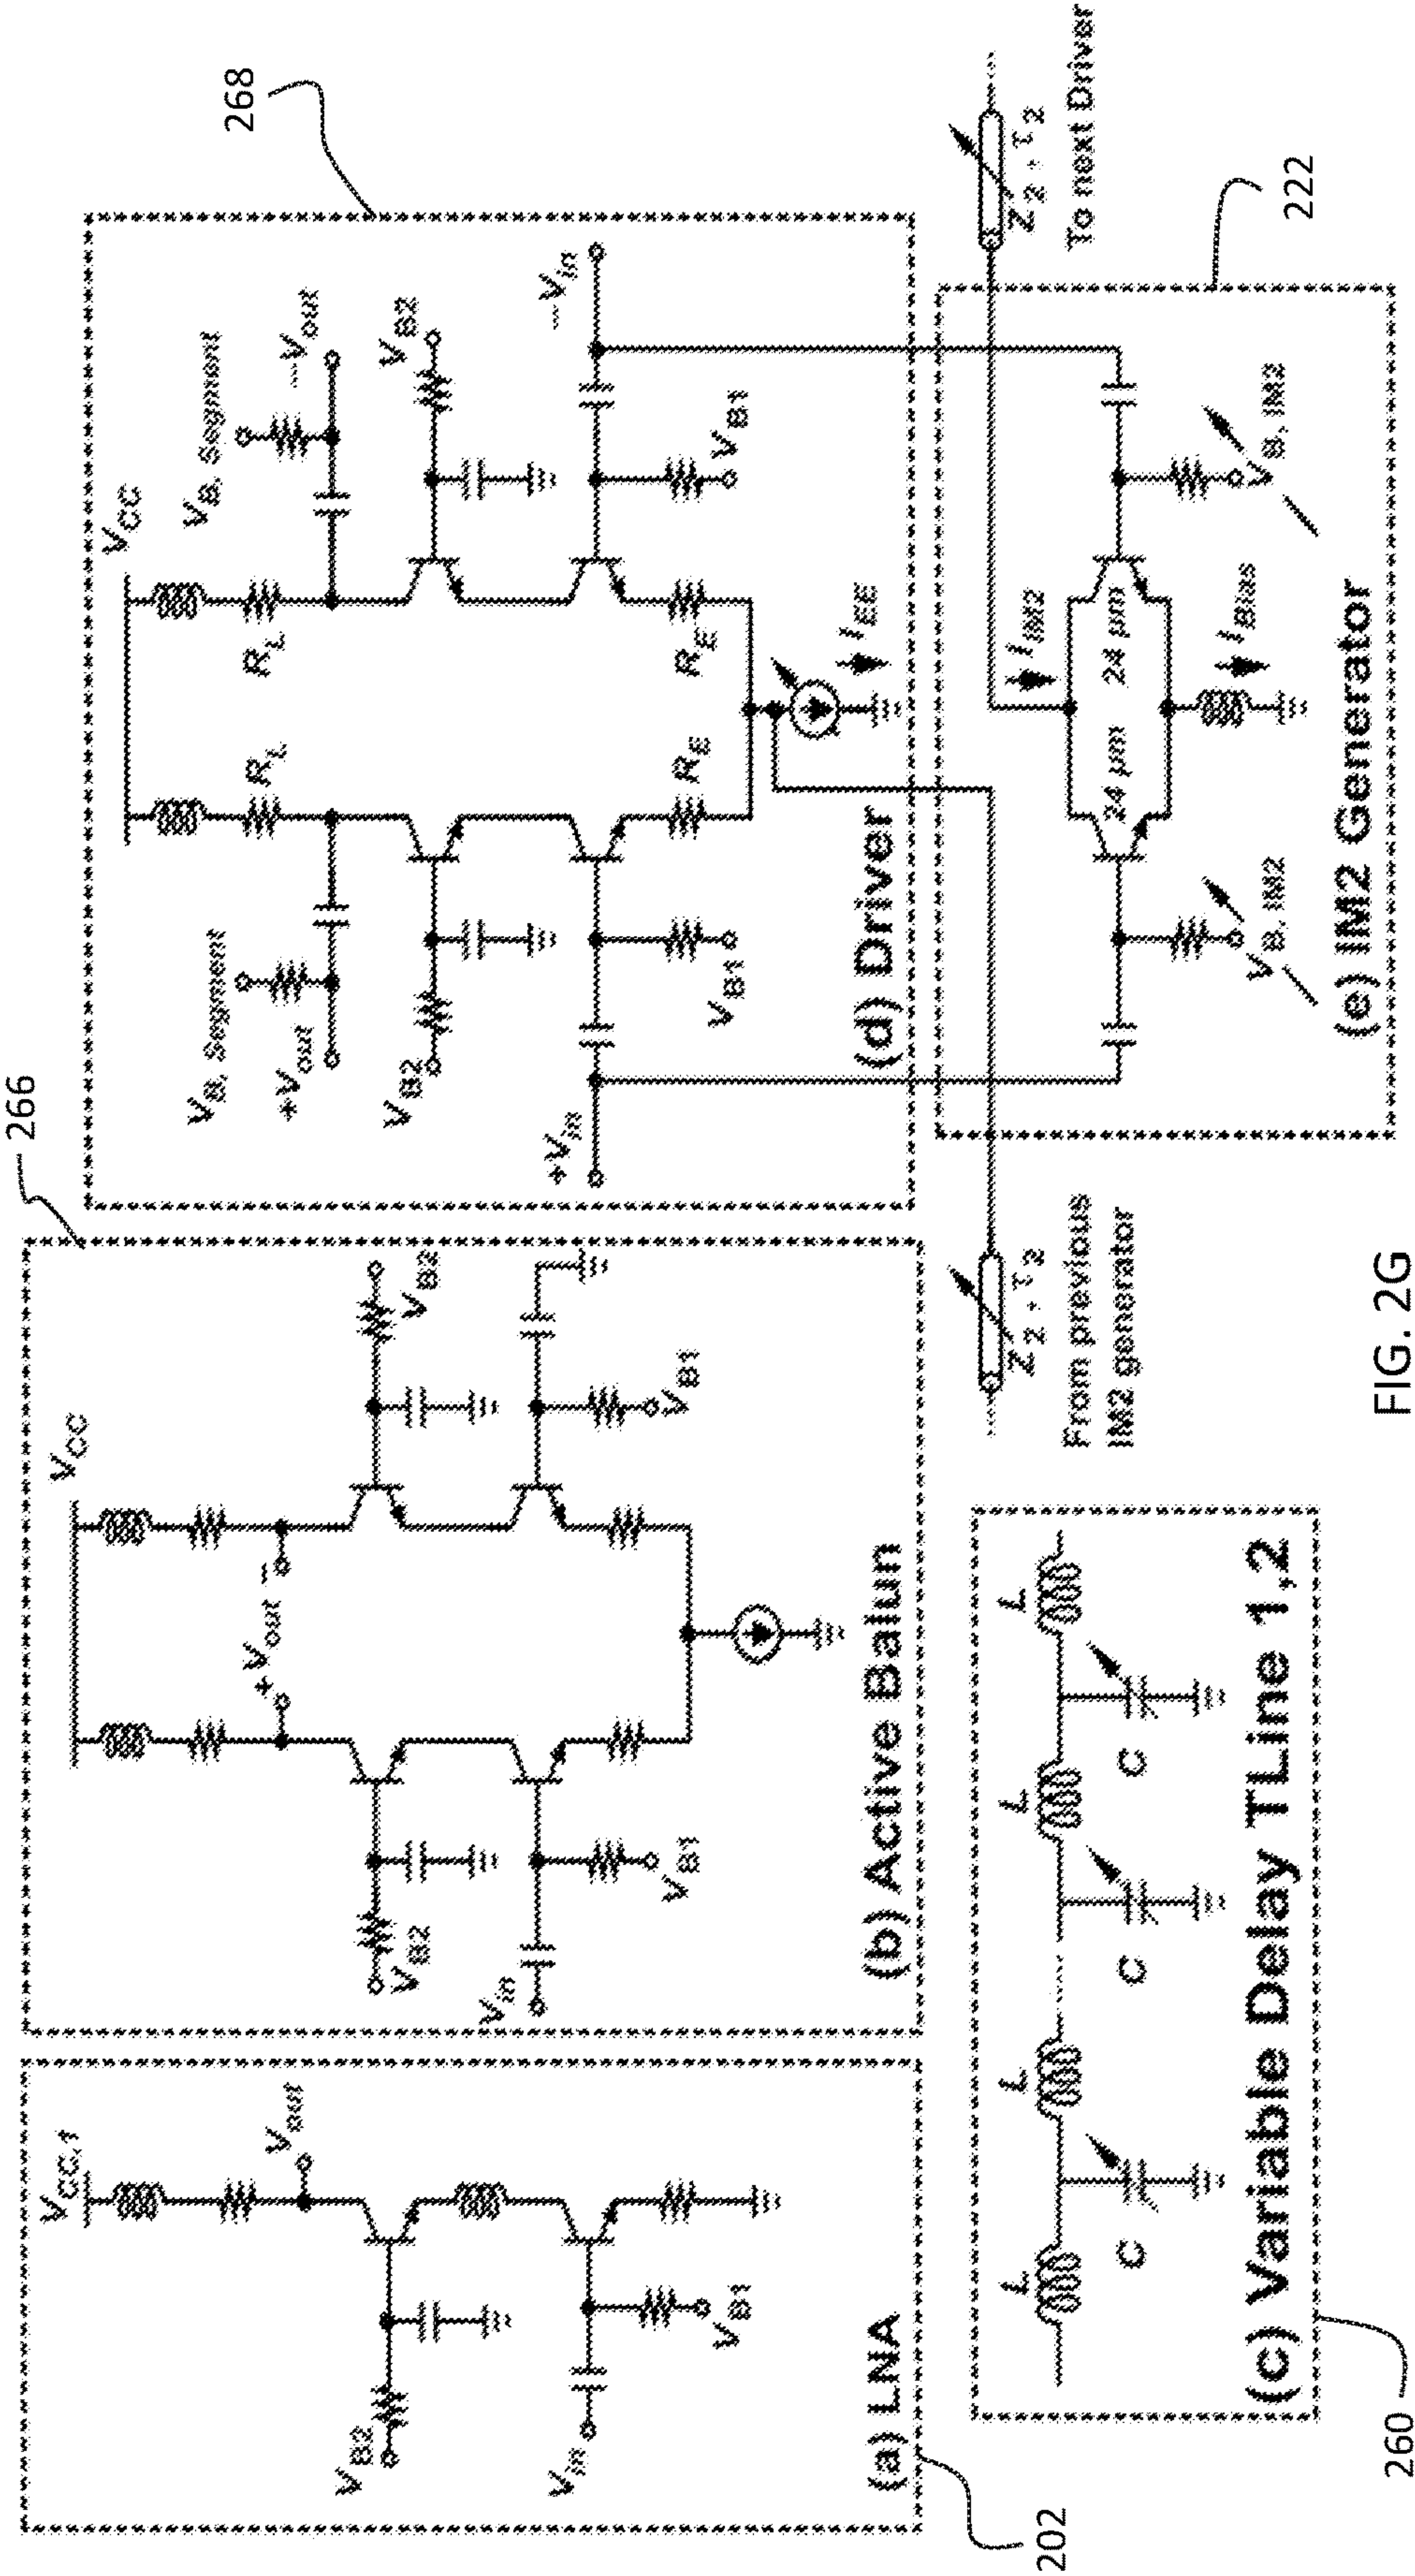 202
V_CC,1
V_out
V_B2
V_in
V_B1
(a) LNA
266
V_CC
+ V_out −
V_B2
V_B2
V_in
V_B1
V_B1
(b) Active Balun
268
V_CC
V_B, Segment
V_B, Segment
+V_out
−V_out
R_L
R_L
V_B2
V_B2
+V_in
−V_in
V_B1
V_B1
R_E
R_E
I_EE
(d) Driver
260
L
L
L
L
C
C
C
(c) Variable Delay TLine 1,2
From previous
IM2 generator
Z_2, τ_2
Z_2, τ_2
To next Driver
222
I_IM2
24 μm
24 μm
V_B, IM2
V_B, IM2
I_Bias
(e) IM2 Generator
FIG. 2G